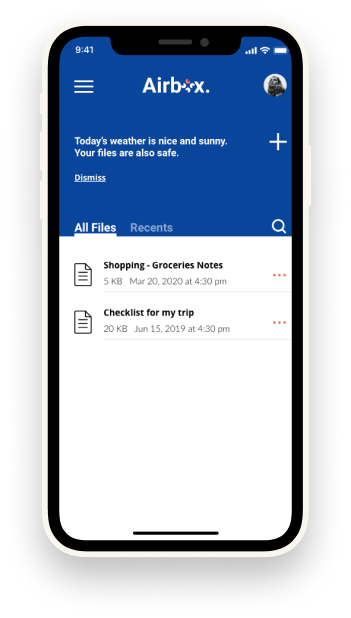 9:41
Airbox.
Today's weather is nice and sunny.
Your files are also safe.
Dismiss
All Files Recents
Shopping - Groceries Notes
5 KB Mar 20, 2020 at 4:30 pm
Checklist for my trip
20 KB Jun 15, 2019 at 4:30 pm